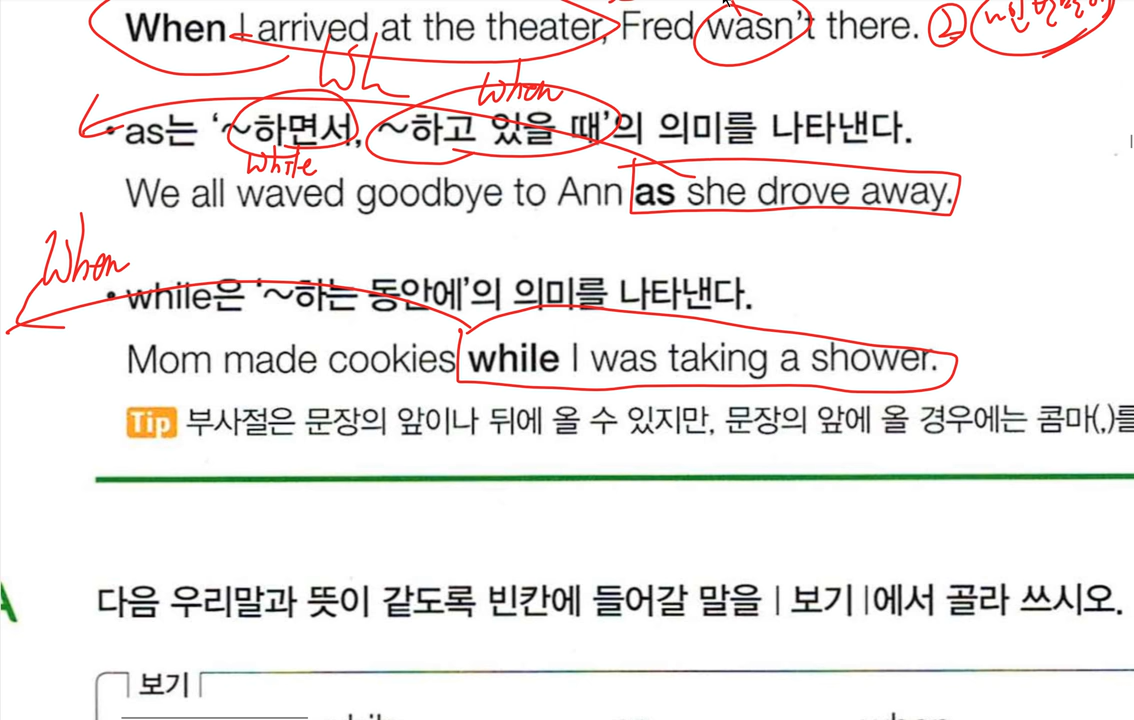 When I arrived at the theater, Fred wasn't there. ②
Wh
When
• as는 '~하면서, ~하고 있을 때'의 의미를 나타낸다.
While
We all waved goodbye to Ann as she drove away.
When
• while은 '~하는 동안에'의 의미를 나타낸다.
Mom made cookies while I was taking a shower.
Tip 부사절은 문장의 앞이나 뒤에 올 수 있지만, 문장의 앞에 올 경우에는 콤마(,)를
A 다음 우리말과 뜻이 같도록 빈칸에 들어갈 말을 | 보기 |에서 골라 쓰시오.
보기